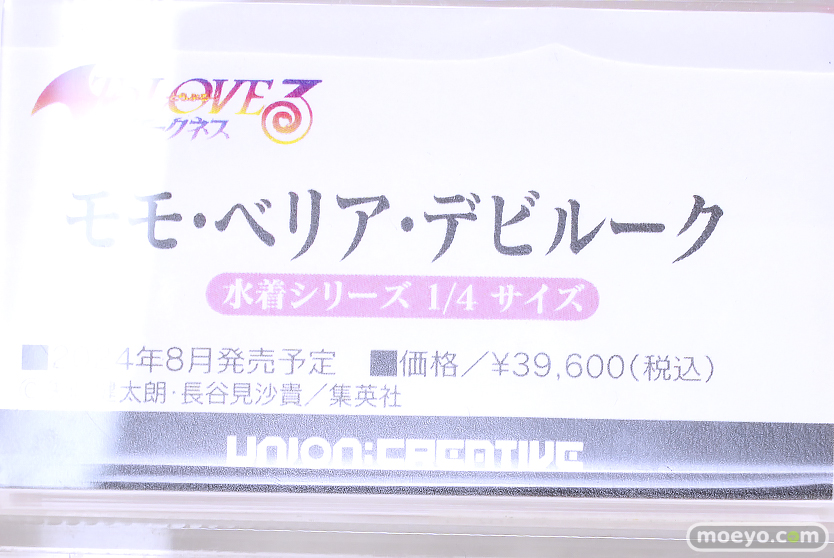 LOVEる
ークネス
モモ・ベリア・デビルーク
水着シリーズ 1/4 サイズ
■ 4年8月発売予定 ■価格／¥39,600(税込)
太朗・長谷見沙貴／集英社
UNION:CREATIVE
moeyo.com